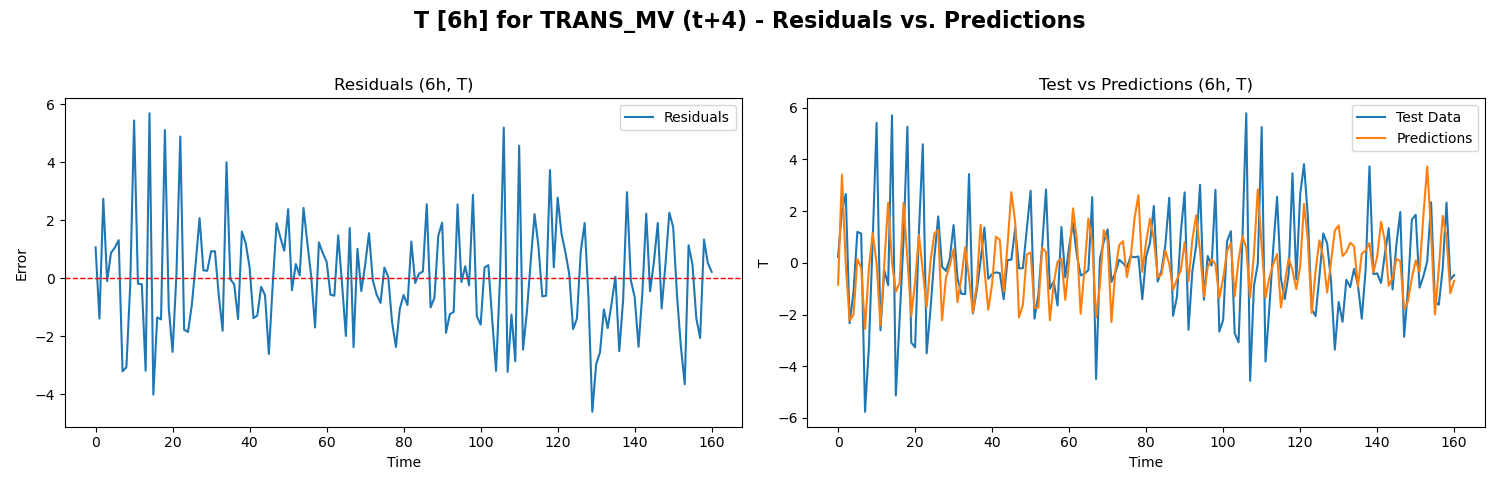 T [6h] for TRANS_MV (t+4) - Residuals vs. Predictions
Residuals (6h, T)
Residuals
Error
6
4
2
0
−2
−4
0 20 40 60 80 100 120 140 160
Time
Test vs Predictions (6h, T)
Test Data
Predictions
T
6
4
2
0
−2
−4
−6
0 20 40 60 80 100 120 140 160
Time